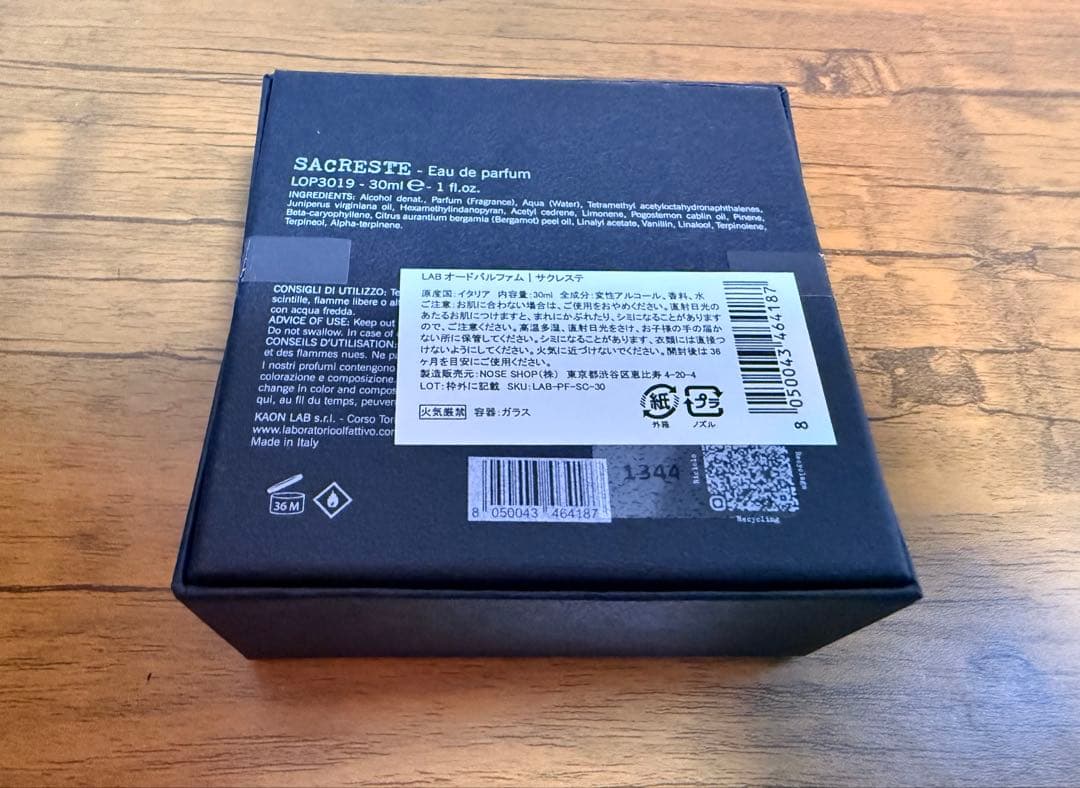 SACRESTE - Eau de parfum
LOP3019 - 30ml ℮ - 1 fl.oz.
INGREDIENTS: Alcohol denat., Parfum (Fragrance), Aqua (Water), Tetramethyl acetyloctahydronaphthalenes,
Juniperus virginiana oil, Hexamethylindanopyran, Acetyl cedrene, Limonene, Pogostemon cablin oil, Pinene,
Beta-caryophyllene, Citrus aurantium bergamia (Bergamot) peel oil, Linalyl acetate, Vanillin, Linalool, Terpinolene,
Terpineol, Alpha-terpinene.
CONSIGLI DI UTILIZZO: Te
scintille, fiamme libere o al
con acqua fredda.
ADVICE OF USE: Keep out
Do not swallow. In case of
CONSEILS D'UTILISATION:
et des flammes nues. Ne pa
I nostri profumi contengono
colorazione e composizione.
change in color and compos
qui, au fil du temps, peuven
KAON LAB s.r.l. - Corso Tor
www.laboratoriolfattivo.co
Made in Italy
36 M
LAB オードパルファム | サクレステ
原産国:イタリア 内容量:30ml 全成分:変性アルコール、香料、水
ご注意:お肌に合わない場合は、ご使用をおやめください。直射日光の
あたるお肌につけますと、まれにかぶれたり、シミになることがあります
ので、ご注意ください。高温多湿、直射日光をさけ、お子様の手の届か
ない所に保管してください。シミになることがあります、衣類には直接つ
けないようにしてください。火気に近づけないでください。開封後は36
ケ月を目安にご使用ください。
製造販売元:NOSE SHOP(株) 東京都渋谷区恵比寿 4-20-4
LOT:枠外に記載 SKU:LAB-PF-SC-30
火気厳禁 容器:ガラス
紙
外箱
プラ
ノズル
8 050043 464187
8 050043 464187
1344
Riciclo
Recyclage
Recycling